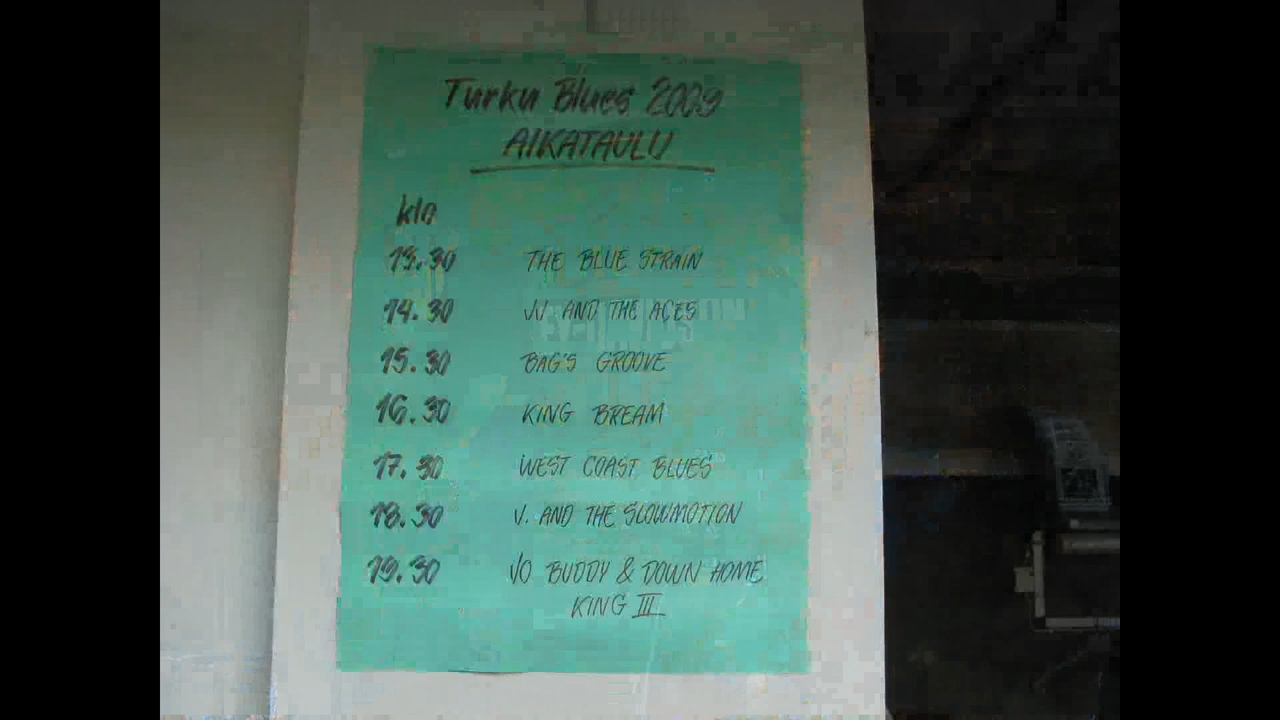 Turku Blues 2009
AIKATAULU
klo
13.30 THE BLUE STRAIN
14.30 JV AND THE ACES
15.30 BAG'S GROOVE
16.30 KING BREAM
17.30 WEST COAST BLUES
18.30 V. AND THE SLOWMOTION
19.30 JO BUDDY & DOWN HOME
KING III